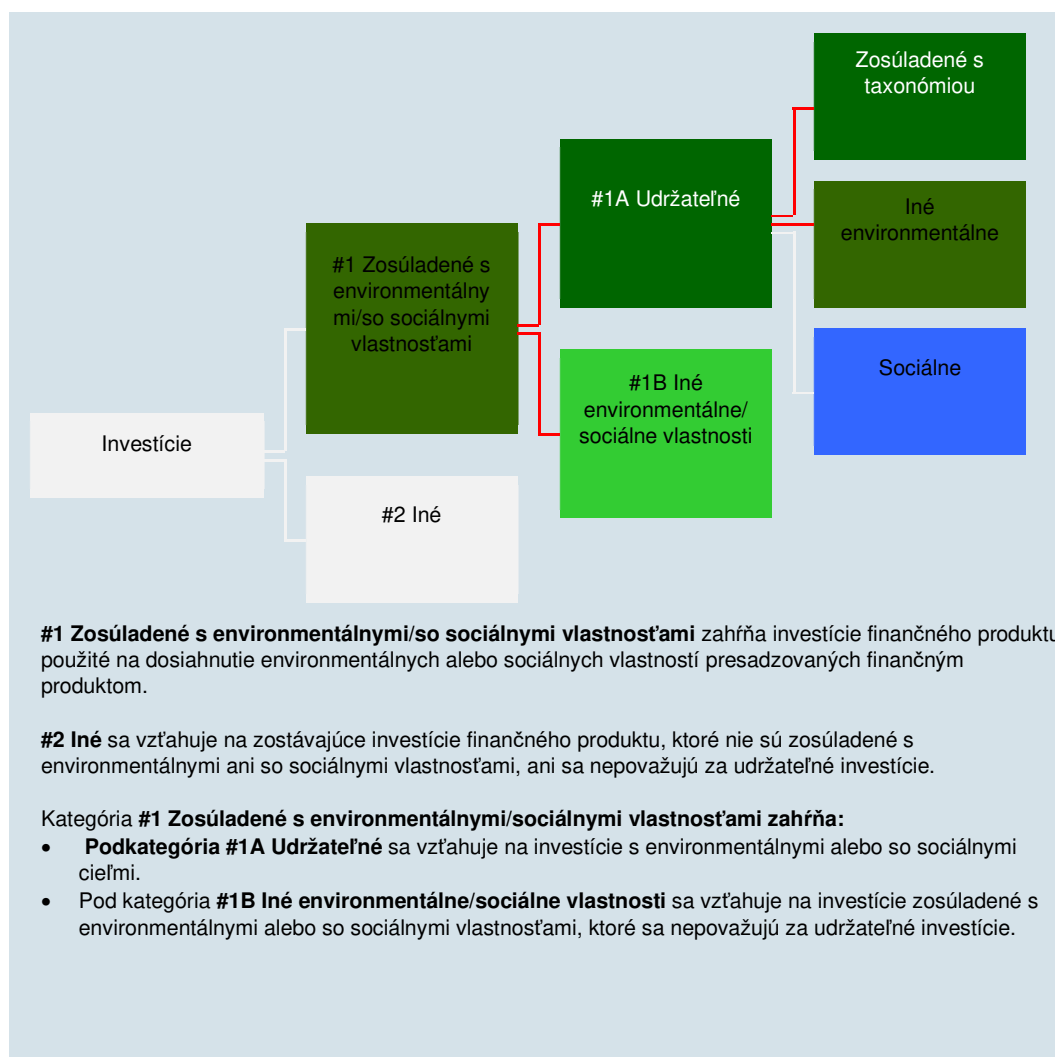 Zosúladené s
taxonómiou
#1A Udržateľné
Iné
environmentálne
#1 Zosúladené s
environmentálny
mi/so sociálnymi
vlastnosťami
Sociálne
#1B Iné
environmentálne/
sociálne vlastnosti
Investície
#2 Iné
#1 Zosúladené s environmentálnymi/so sociálnymi vlastnosťami zahŕňa investície finančného produktu
použité na dosiahnutie environmentálnych alebo sociálnych vlastností presadzovaných finančným
produktom.
#2 Iné sa vzťahuje na zostávajúce investície finančného produktu, ktoré nie sú zosúladené s
environmentálnymi ani so sociálnymi vlastnosťami, ani sa nepovažujú za udržateľné investície.
Kategória #1 Zosúladené s environmentálnymi/sociálnymi vlastnosťami zahŕňa:
• Podkategória #1A Udržateľné sa vzťahuje na investície s environmentálnymi alebo so sociálnymi
cieľmi.
• Pod kategória #1B Iné environmentálne/sociálne vlastnosti sa vzťahuje na investície zosúladené s
environmentálnymi alebo so sociálnymi vlastnosťami, ktoré sa nepovažujú za udržateľné investície.